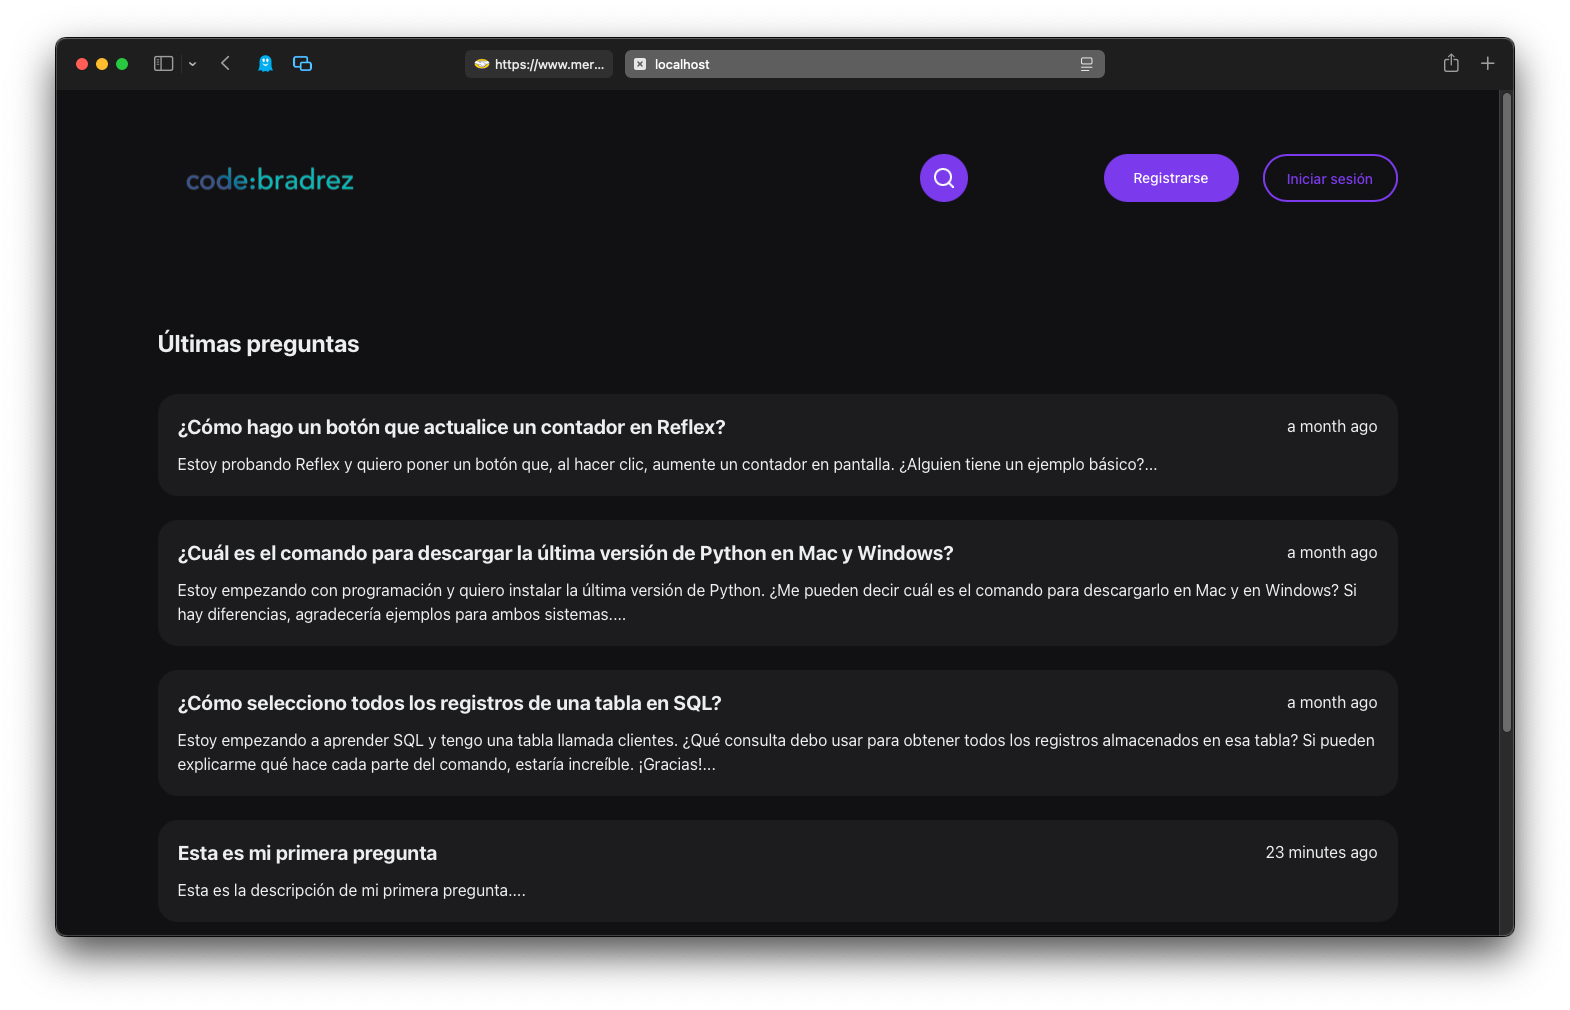 https://www.mer...
localhost
code:bradrez
Registrarse
Iniciar sesión
Últimas preguntas
¿Cómo hago un botón que actualice un contador en Reflex?
a month ago
Estoy probando Reflex y quiero poner un botón que, al hacer clic, aumente un contador en pantalla. ¿Alguien tiene un ejemplo básico?...
¿Cuál es el comando para descargar la última versión de Python en Mac y Windows?
a month ago
Estoy empezando con programación y quiero instalar la última versión de Python. ¿Me pueden decir cuál es el comando para descargarlo en Mac y en Windows? Si
hay diferencias, agradecería ejemplos para ambos sistemas....
¿Cómo selecciono todos los registros de una tabla en SQL?
a month ago
Estoy empezando a aprender SQL y tengo una tabla llamada clientes. ¿Qué consulta debo usar para obtener todos los registros almacenados en esa tabla? Si pueden
explicarme qué hace cada parte del comando, estaría increíble. ¡Gracias!...
Esta es mi primera pregunta
23 minutes ago
Esta es la descripción de mi primera pregunta....